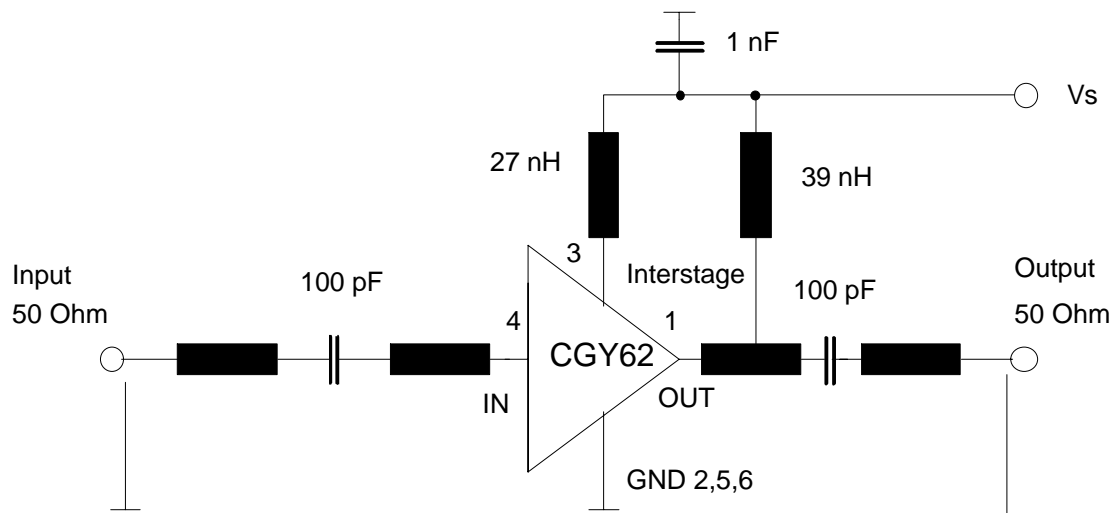 1 nF
Vs
27 nH
39 nH
3
Input
50 Ohm
100 pF
Interstage
Output
50 Ohm
100 pF
4
1
CGY62
IN
OUT
GND 2,5,6